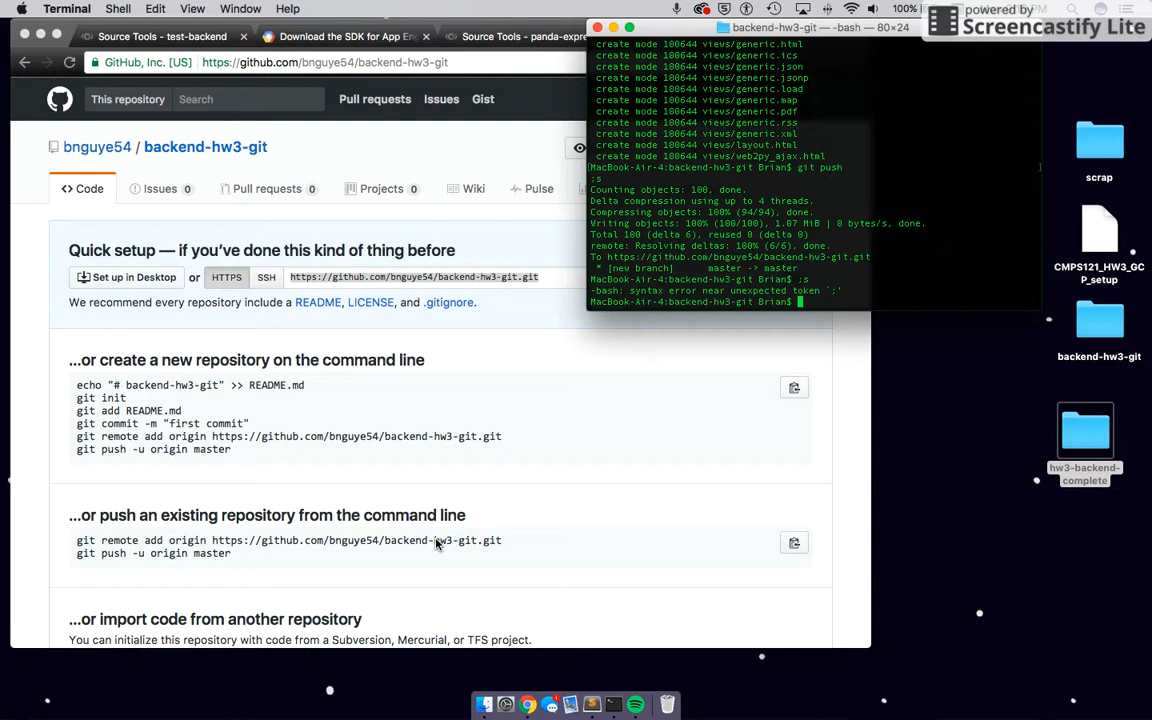 Terminal Shell Edit View Window Help
100%
powered by
Screencastify Lite
Source Tools - test-backend
Download the SDK for App Eng
Source Tools - panda-expre
GitHub, Inc. [US] https://github.com/bnguye54/backend-hw3-git
This repository Search Pull requests Issues Gist
bnguye54 / backend-hw3-git
Code Issues 0 Pull requests 0 Projects 0 Wiki Pulse
Quick setup — if you've done this kind of thing before
Set up in Desktop or HTTPS SSH https://github.com/bnguye54/backend-hw3-git.git
We recommend every repository include a README, LICENSE, and .gitignore.
…or create a new repository on the command line
echo "# backend-hw3-git" >> README.md
git init
git add README.md
git commit -m "first commit"
git remote add origin https://github.com/bnguye54/backend-hw3-git.git
git push -u origin master
…or push an existing repository from the command line
git remote add origin https://github.com/bnguye54/backend-hw3-git.git
git push -u origin master
…or import code from another repository
You can initialize this repository with code from a Subversion, Mercurial, or TFS project.
backend-hw3-git — -bash — 80×24
create mode 100644 views/generic.html
create mode 100644 views/generic.ics
create mode 100644 views/generic.json
create mode 100644 views/generic.jsonp
create mode 100644 views/generic.load
create mode 100644 views/generic.map
create mode 100644 views/generic.pdf
create mode 100644 views/generic.rss
create mode 100644 views/generic.xml
create mode 100644 views/layout.html
create mode 100644 views/web2py_ajax.html
[MacBook-Air-4:backend-hw3-git Brian$ git push ]
;s
Counting objects: 100, done.
Delta compression using up to 4 threads.
Compressing objects: 100% (94/94), done.
Writing objects: 100% (100/100), 1.07 MiB | 0 bytes/s, done.
Total 100 (delta 6), reused 0 (delta 0)
remote: Resolving deltas: 100% (6/6), done.
To https://github.com/bnguye54/backend-hw3-git.git
* [new branch] master -> master
MacBook-Air-4:backend-hw3-git Brian$ ;s
-bash: syntax error near unexpected token `;'
MacBook-Air-4:backend-hw3-git Brian$
scrap
CMPS121_HW3_GC
P_setup
backend-hw3-git
hw3-backend-
complete